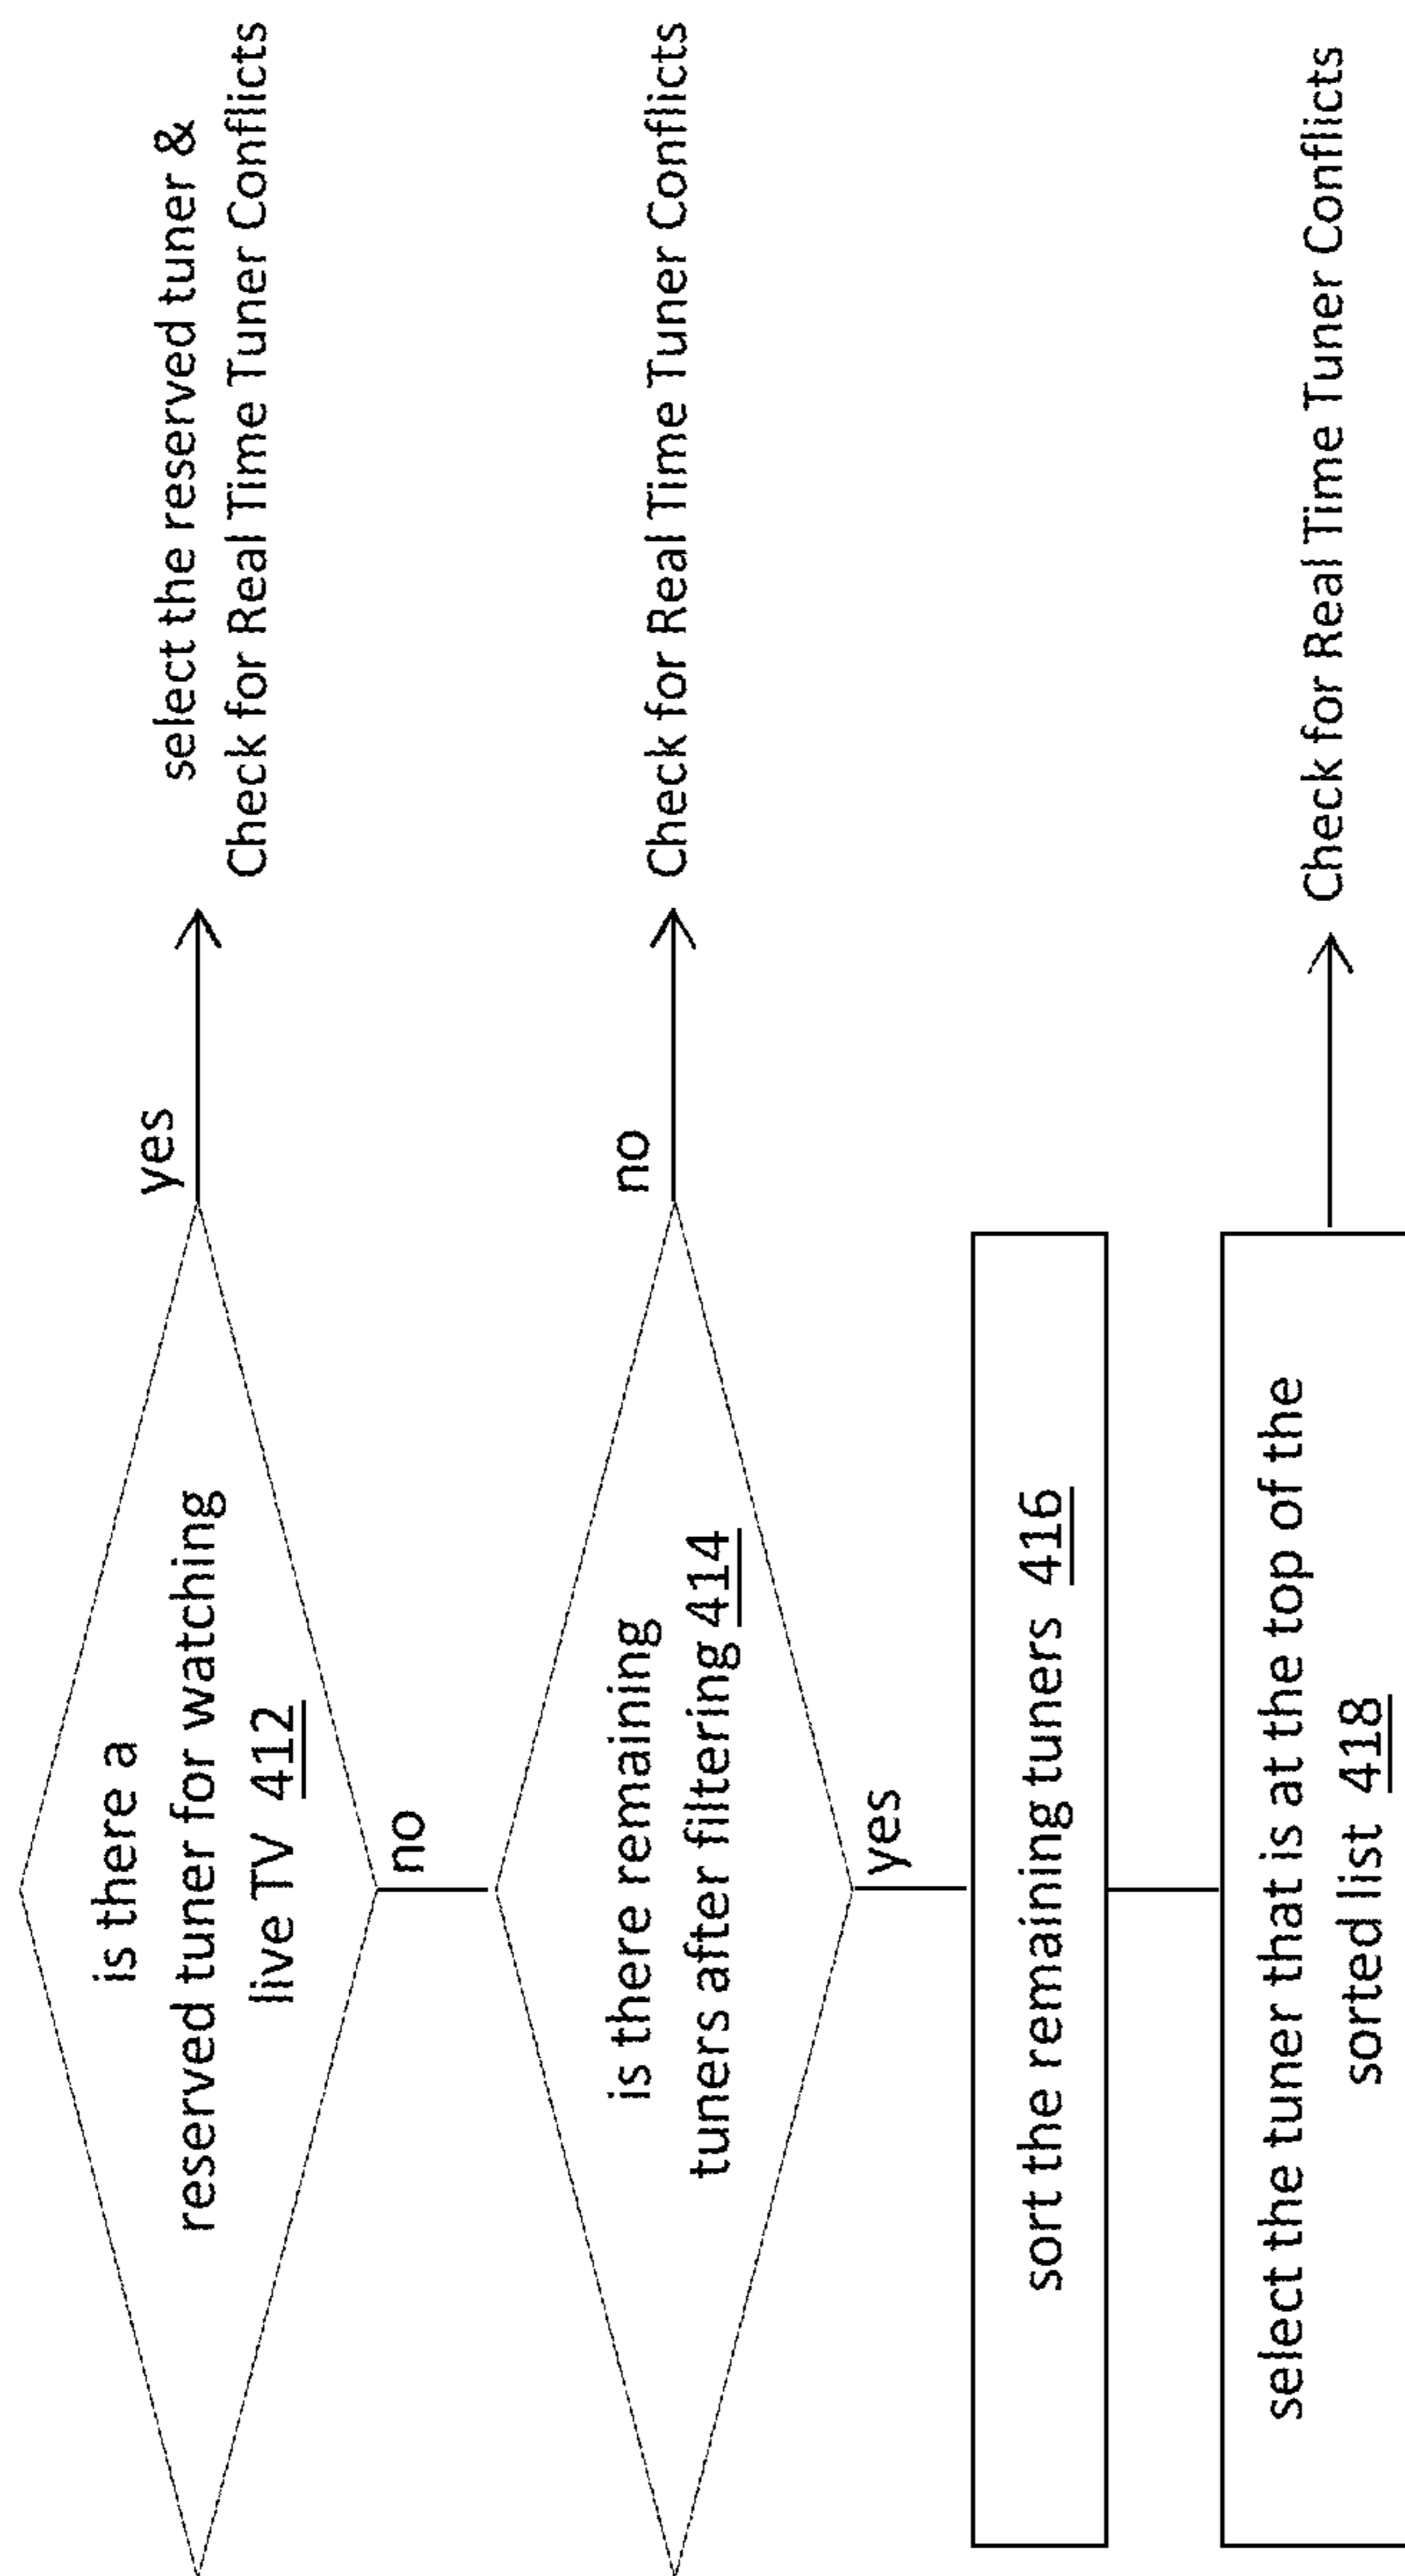 is there a
reserved tuner for watching
live TV 412
yes
select the reserved tuner &
Check for Real Time Tuner Conflicts
no
is there remaining
tuners after filtering 414
no
Check for Real Time Tuner Conflicts
yes
sort the remaining tuners 416
select the tuner that is at the top of the
sorted list 418
Check for Real Time Tuner Conflicts